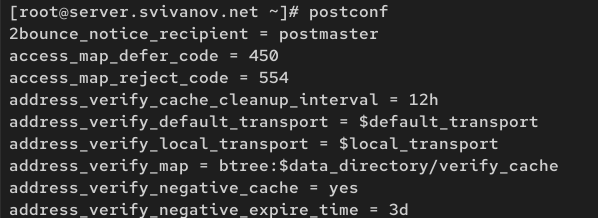 [root@server.svivanov.net ~]# postconf
2bounce_notice_recipient = postmaster
access_map_defer_code = 450
access_map_reject_code = 554
address_verify_cache_cleanup_interval = 12h
address_verify_default_transport = $default_transport
address_verify_local_transport = $local_transport
address_verify_map = btree:$data_directory/verify_cache
address_verify_negative_cache = yes
address_verify_negative_expire_time = 3d